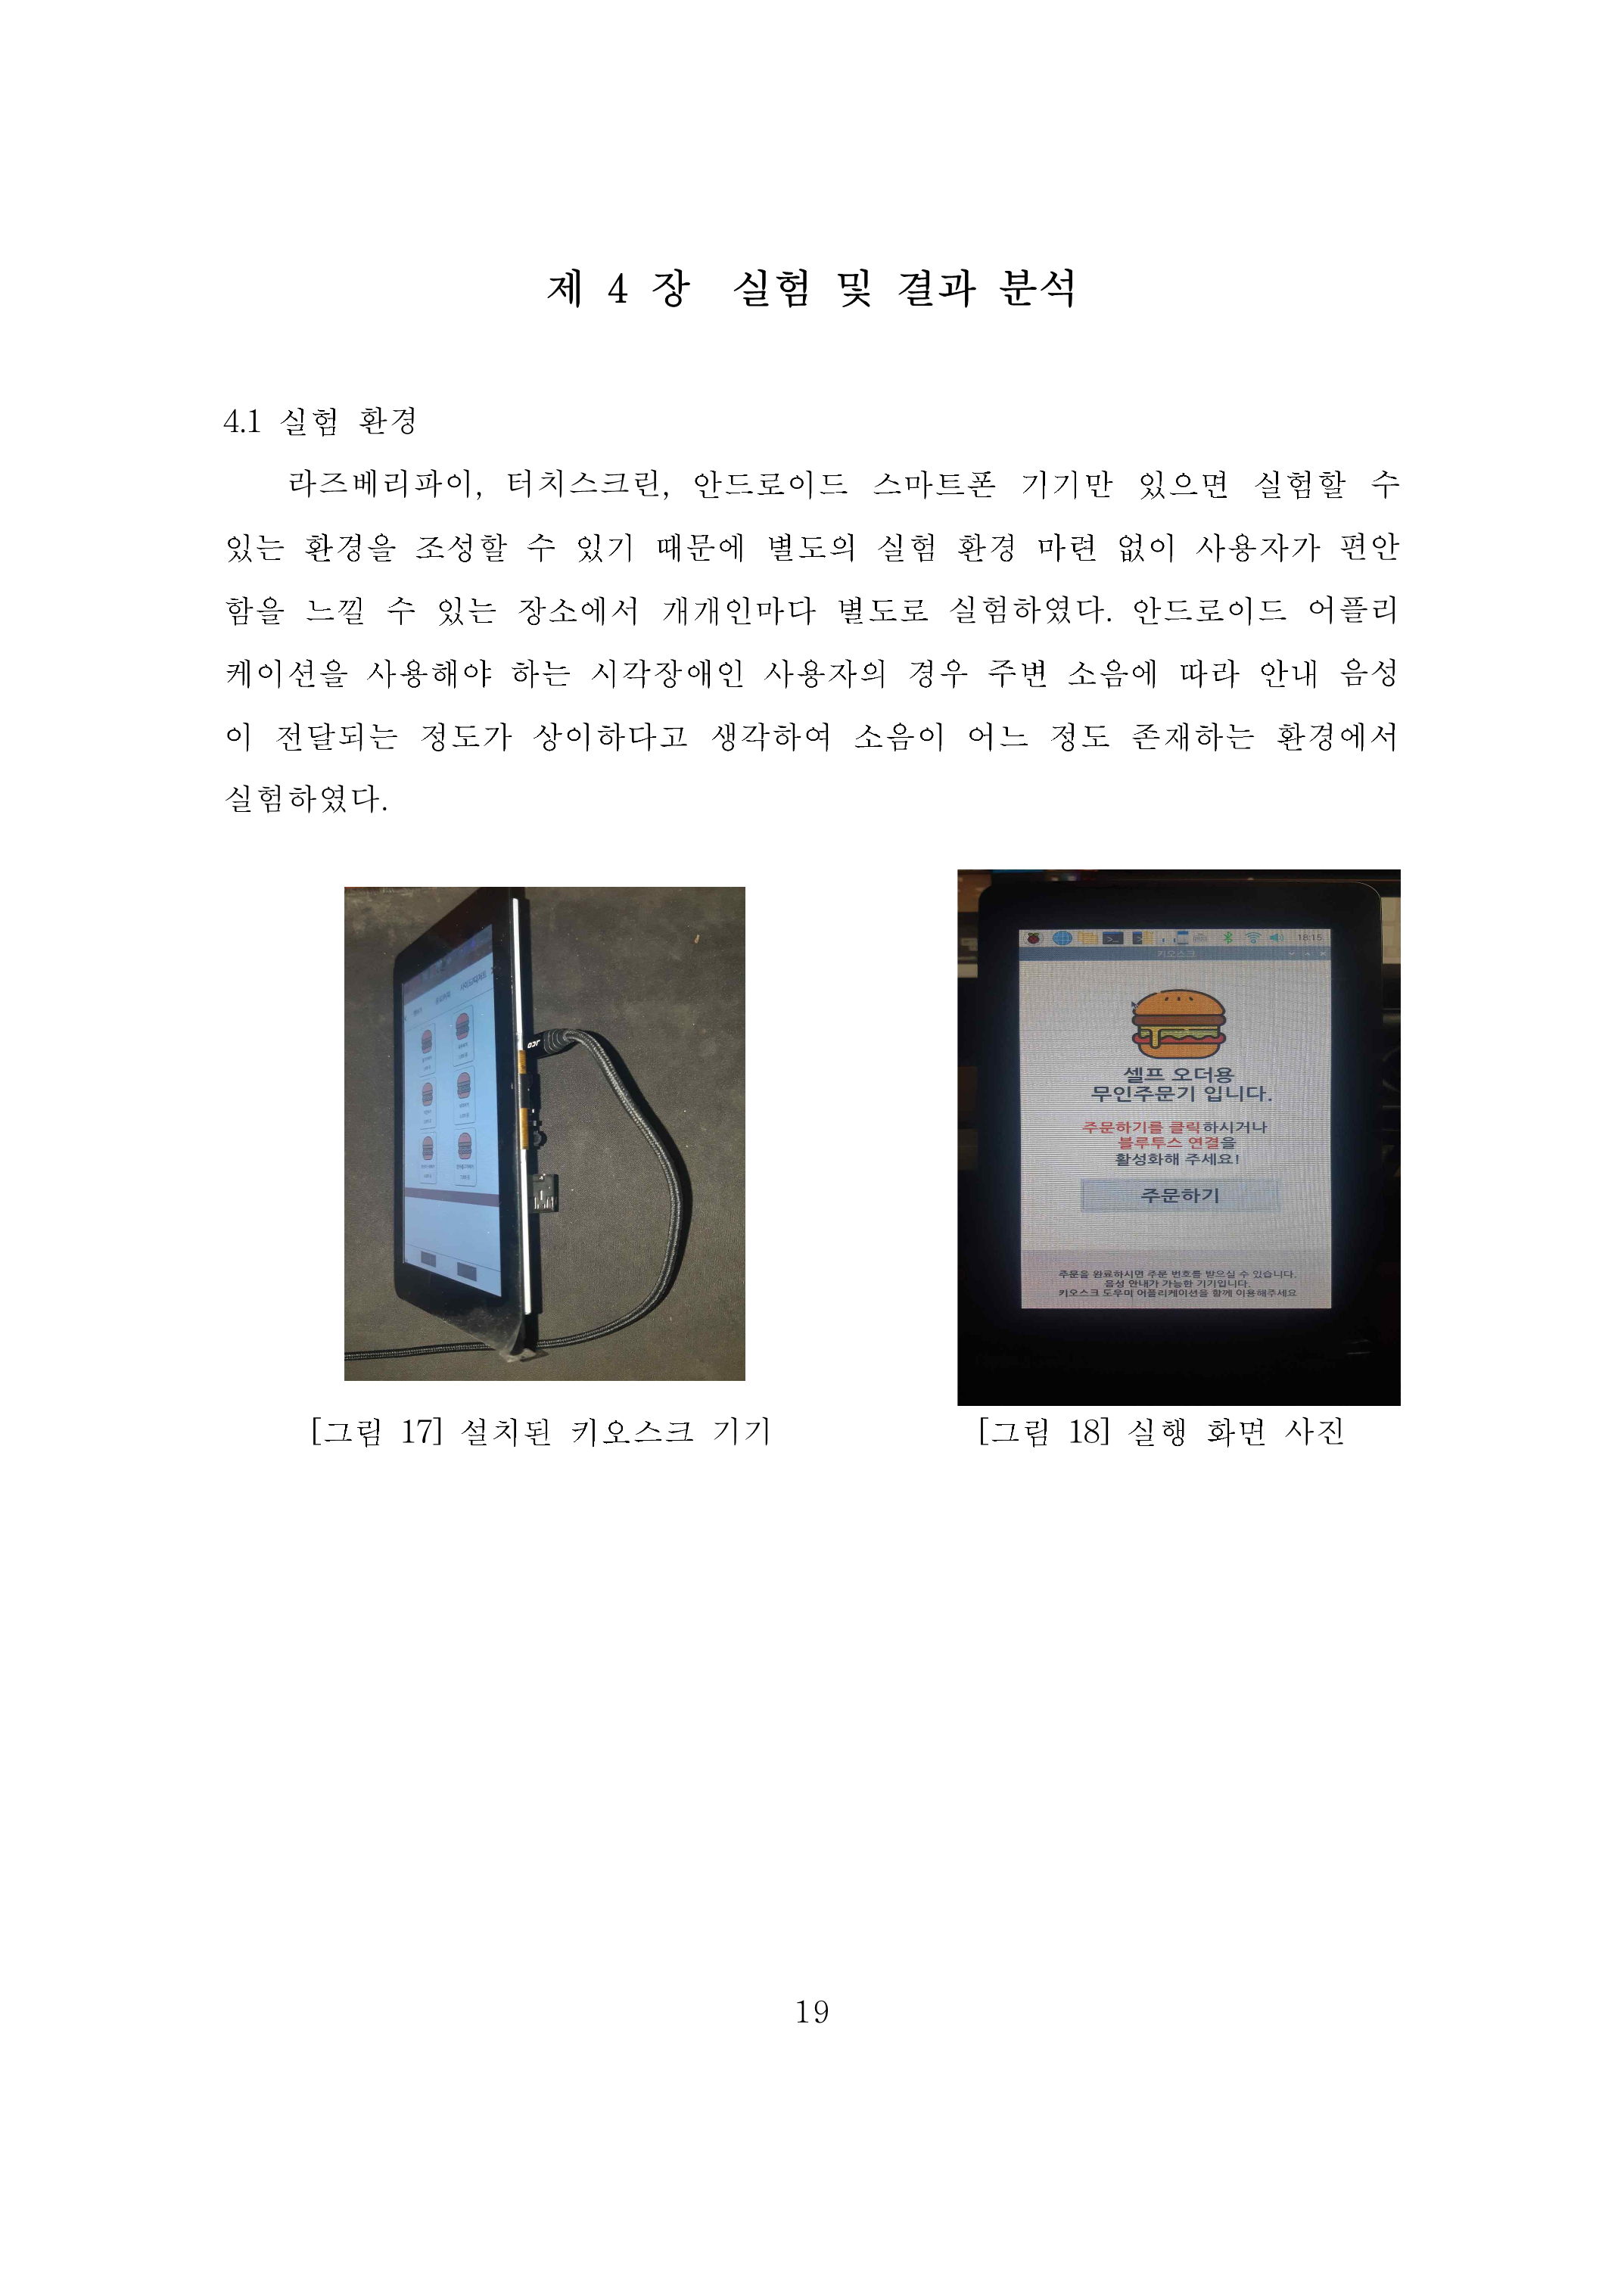 제 4 장 실험 및 결과 분석
4.1 실험 환경
라즈베리파이, 터치스크린, 안드로이드 스마트폰 기기만 있으면 실험할 수
있는 환경을 조성할 수 있기 때문에 별도의 실험 환경 마련 없이 사용자가 편안
함을 느낄 수 있는 장소에서 개개인마다 별도로 실험하였다. 안드로이드 어플리
케이션을 사용해야 하는 시각장애인 사용자의 경우 주변 소음에 따라 안내 음성
이 전달되는 정도가 상이하다고 생각하여 소음이 어느 정도 존재하는 환경에서
실험하였다.
18:15
키오스크
셀프 오더용
무인주문기 입니다.
주문하기를 클릭하시거나
블루투스 연결을
활성화해 주세요!
주문하기
주문을 완료하시면 주문 번호를 받으실 수 있습니다.
음성 안내가 가능한 기기입니다.
키오스크 도우미 어플리케이션을 함께 이용해주세요
[그림 17] 설치된 키오스크 기기
[그림 18] 실행 화면 사진
19